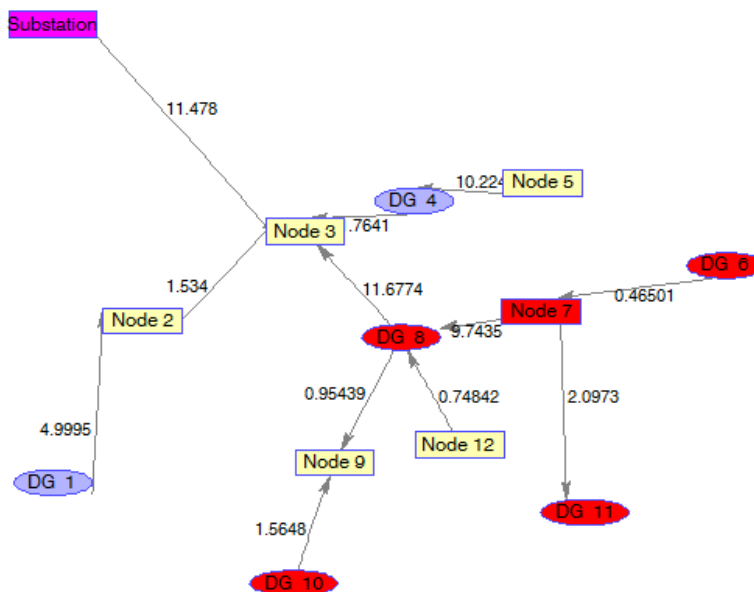 Substation
11.478
10.224
Node 5
DG 4
Node 3
.7641
DG 6
1.534
11.6774
0.46501
Node 2
Node 7
DG 8
9.7435
0.95439
0.74842
2.0973
4.9995
Node 12
Node 9
DG 1
DG 11
1.5648
DG 10